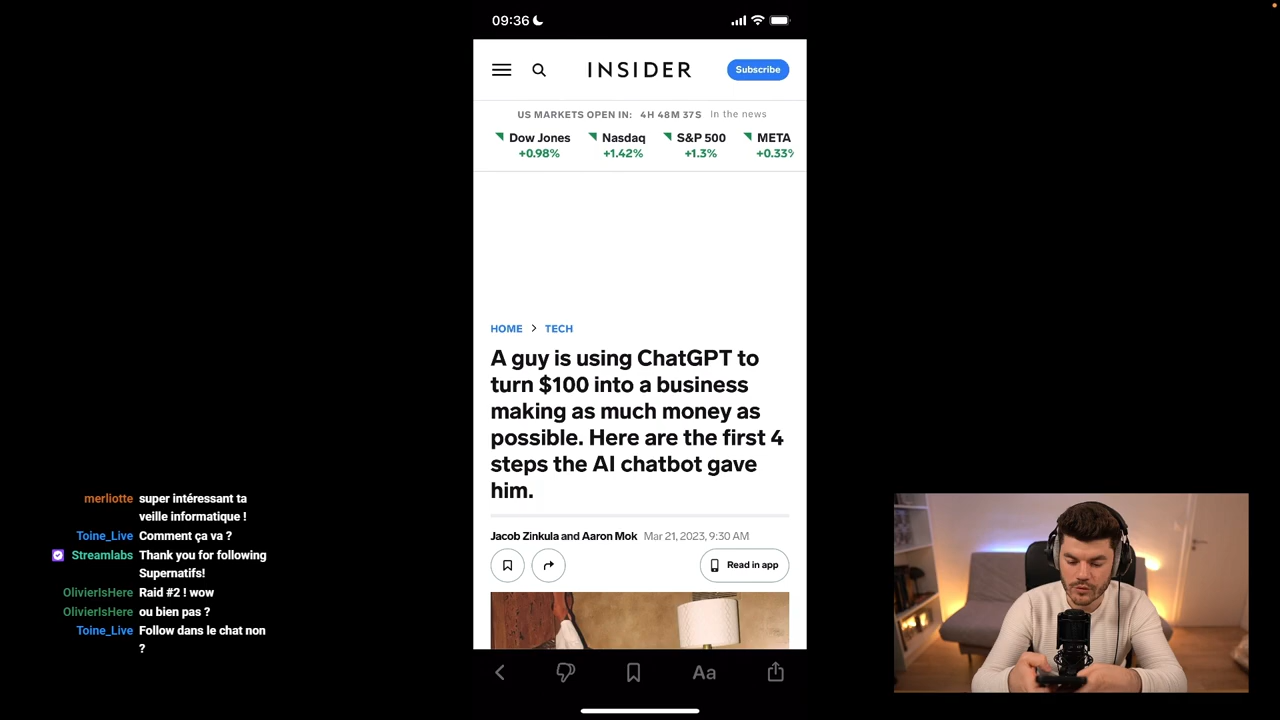 09:36
INSIDER
Subscribe
US MARKETS OPEN IN: 4H 48M 37S In the news
Dow Jones Nasdaq S&P 500 META
+0.98% +1.42% +1.3% +0.33%
HOME > TECH
A guy is using ChatGPT to
turn $100 into a business
making as much money as
possible. Here are the first 4
steps the AI chatbot gave
him.
Jacob Zinkula and Aaron Mok Mar 21, 2023, 9:30 AM
Read in app
Aa
merliotte super intéressant ta
veille informatique !
Toine_Live Comment ça va ?
Streamlabs Thank you for following
Supernatifs!
OlivierIsHere Raid #2 ! wow
OlivierIsHere ou bien pas ?
Toine_Live Follow dans le chat non
?